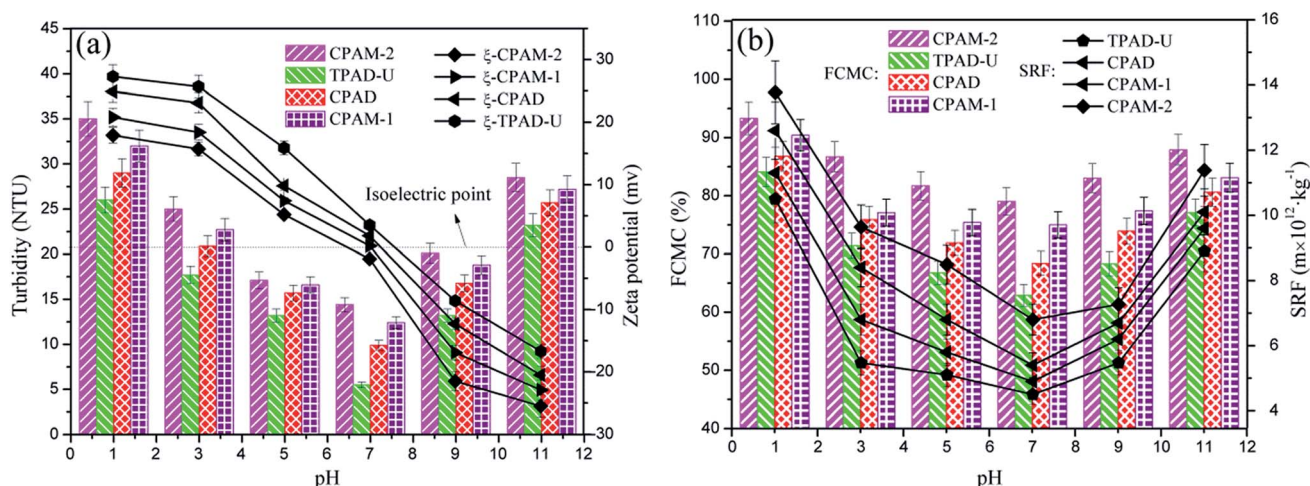 (a)
CPAM-2
TPAD-U
CPAD
CPAM-1
ξ-CPAM-2
ξ-CPAM-1
ξ-CPAD
ξ-TPAD-U
Isoelectric point
Turbidity (NTU)
45
40
35
30
25
20
15
10
5
0
Zeta potential (mv)
30
20
10
0
10
20
30
0 1 2 3 4 5 6 7 8 9 10 11 12
pH
(b)
FCMC:
CPAM-2
TPAD-U
CPAD
CPAM-1
SRF:
TPAD-U
CPAD
CPAM-1
CPAM-2
FCMC (%)
110
100
90
80
70
60
50
40
SRF (m×10¹²·kg⁻¹)
16
14
12
10
8
6
4
0 1 2 3 4 5 6 7 8 9 10 11 12
pH